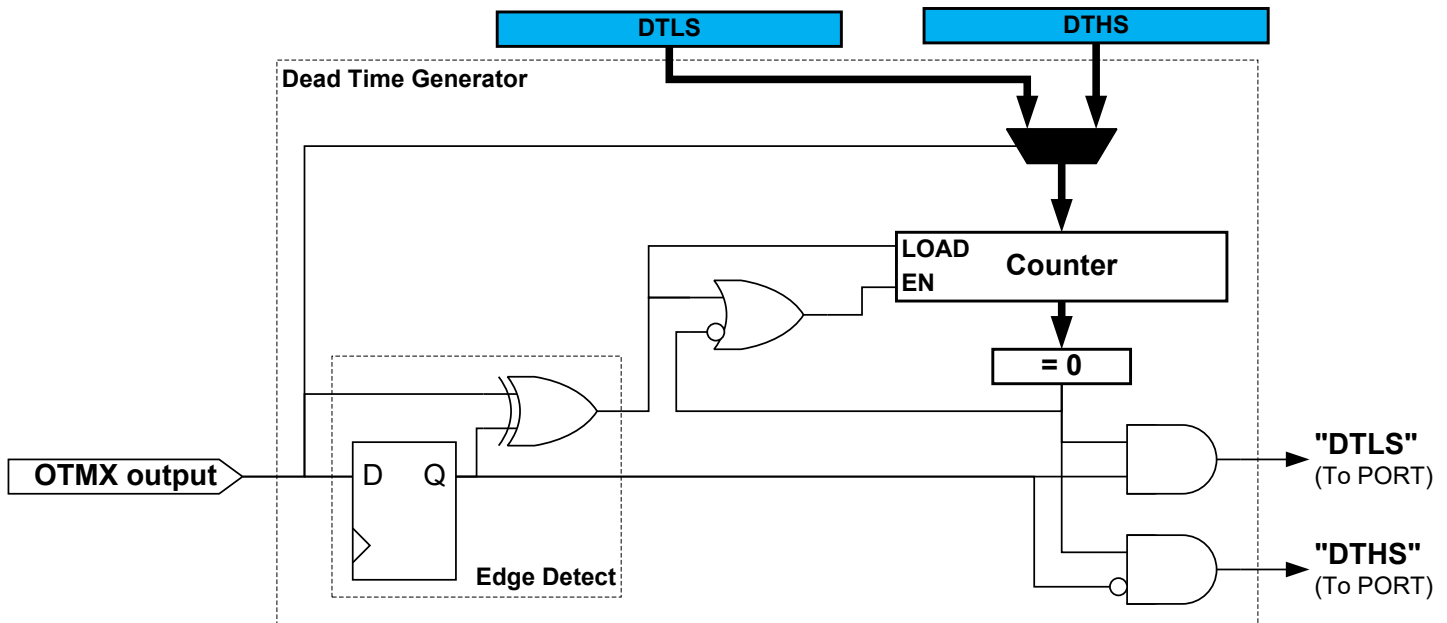 DTLS
DTHS
Dead Time Generator
LOAD
Counter
EN
= 0
OTMX output
D
Q
Edge Detect
"DTLS"
(To PORT)
"DTHS"
(To PORT)